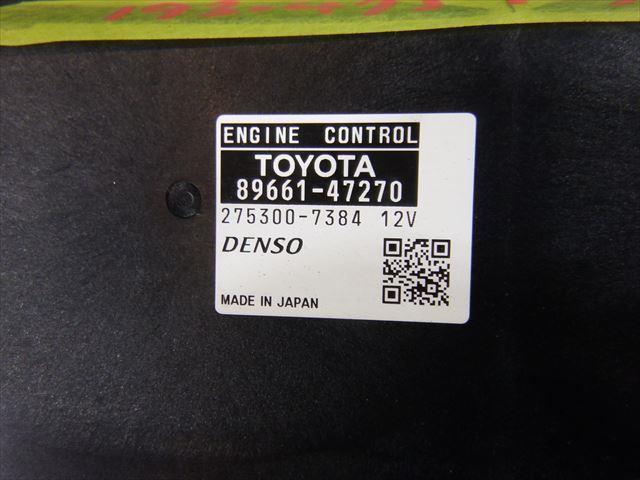 ENGINE CONTROL
TOYOTA
89661-47270
275300-7384 12V
DENSO
MADE IN JAPAN